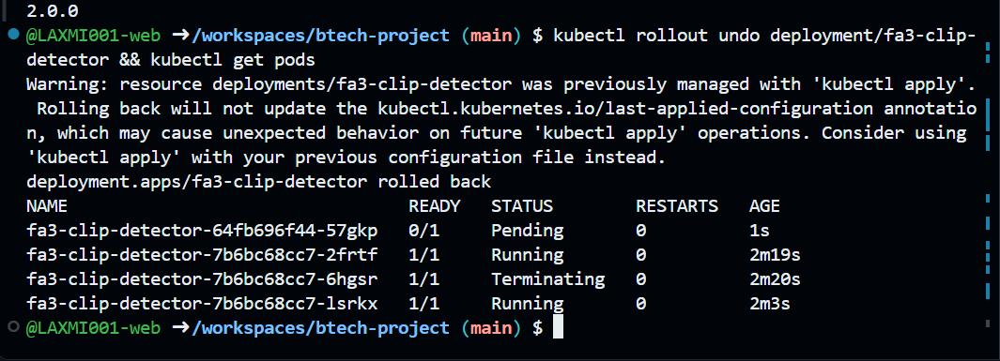 2.0.0
@LAXMI001-web ➜/workspaces/btech-project (main) $ kubectl rollout undo deployment/fa3-clip-
detector && kubectl get pods
Warning: resource deployments/fa3-clip-detector was previously managed with 'kubectl apply'.
 Rolling back will not update the kubectl.kubernetes.io/last-applied-configuration annotatio
n, which may cause unexpected behavior on future 'kubectl apply' operations. Consider using
'kubectl apply' with your previous configuration file instead.
deployment.apps/fa3-clip-detector rolled back
NAME                                 READY   STATUS        RESTARTS   AGE
fa3-clip-detector-64fb696f44-57gkp   0/1     Pending       0          1s
fa3-clip-detector-7b6bc68cc7-2frtf   1/1     Running       0          2m19s
fa3-clip-detector-7b6bc68cc7-6hgsr   1/1     Terminating   0          2m20s
fa3-clip-detector-7b6bc68cc7-lsrkx   1/1     Running       0          2m3s
@LAXMI001-web ➜/workspaces/btech-project (main) $